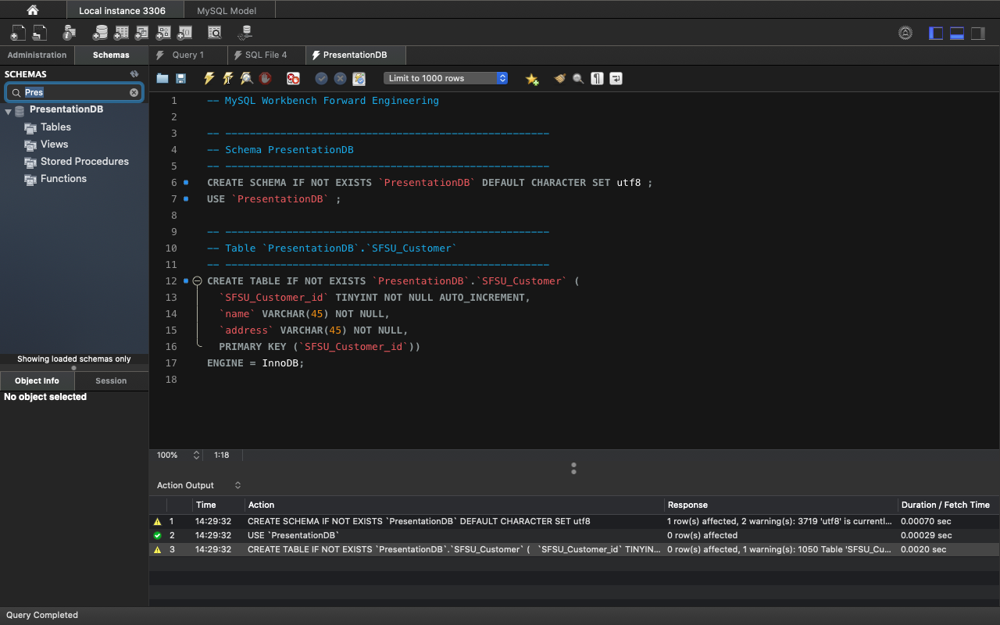 Local instance 3306 MySQL Model
Administration Schemas Query 1 SQL File 4 PresentationDB
SCHEMAS
Limit to 1000 rows
Pres
PresentationDB
Tables
Views
Stored Procedures
Functions
Showing loaded schemas only
Object Info Session
No object selected
1 -- MySQL Workbench Forward Engineering
2
3 -- -----------------------------------------------------
4 -- Schema PresentationDB
5 -- -----------------------------------------------------
6 CREATE SCHEMA IF NOT EXISTS `PresentationDB` DEFAULT CHARACTER SET utf8 ;
7 USE `PresentationDB` ;
8
9 -- -----------------------------------------------------
10 -- Table `PresentationDB`.`SFSU_Customer`
11 -- -----------------------------------------------------
12 CREATE TABLE IF NOT EXISTS `PresentationDB`.`SFSU_Customer` (
13 `SFSU_Customer_id` TINYINT NOT NULL AUTO_INCREMENT,
14 `name` VARCHAR(45) NOT NULL,
15 `address` VARCHAR(45) NOT NULL,
16 PRIMARY KEY (`SFSU_Customer_id`))
17 ENGINE = InnoDB;
18
100% 1:18
Action Output
Time Action Response Duration / Fetch Time
1 14:29:32 CREATE SCHEMA IF NOT EXISTS `PresentationDB` DEFAULT CHARACTER SET utf8 1 row(s) affected, 2 warning(s): 3719 'utf8' is currentl... 0.00070 sec
2 14:29:32 USE `PresentationDB` 0 row(s) affected 0.00029 sec
3 14:29:32 CREATE TABLE IF NOT EXISTS `PresentationDB`.`SFSU_Customer` ( `SFSU_Customer_id` TINYIN... 0 row(s) affected, 1 warning(s): 1050 Table 'SFSU_Cu... 0.0020 sec
Query Completed